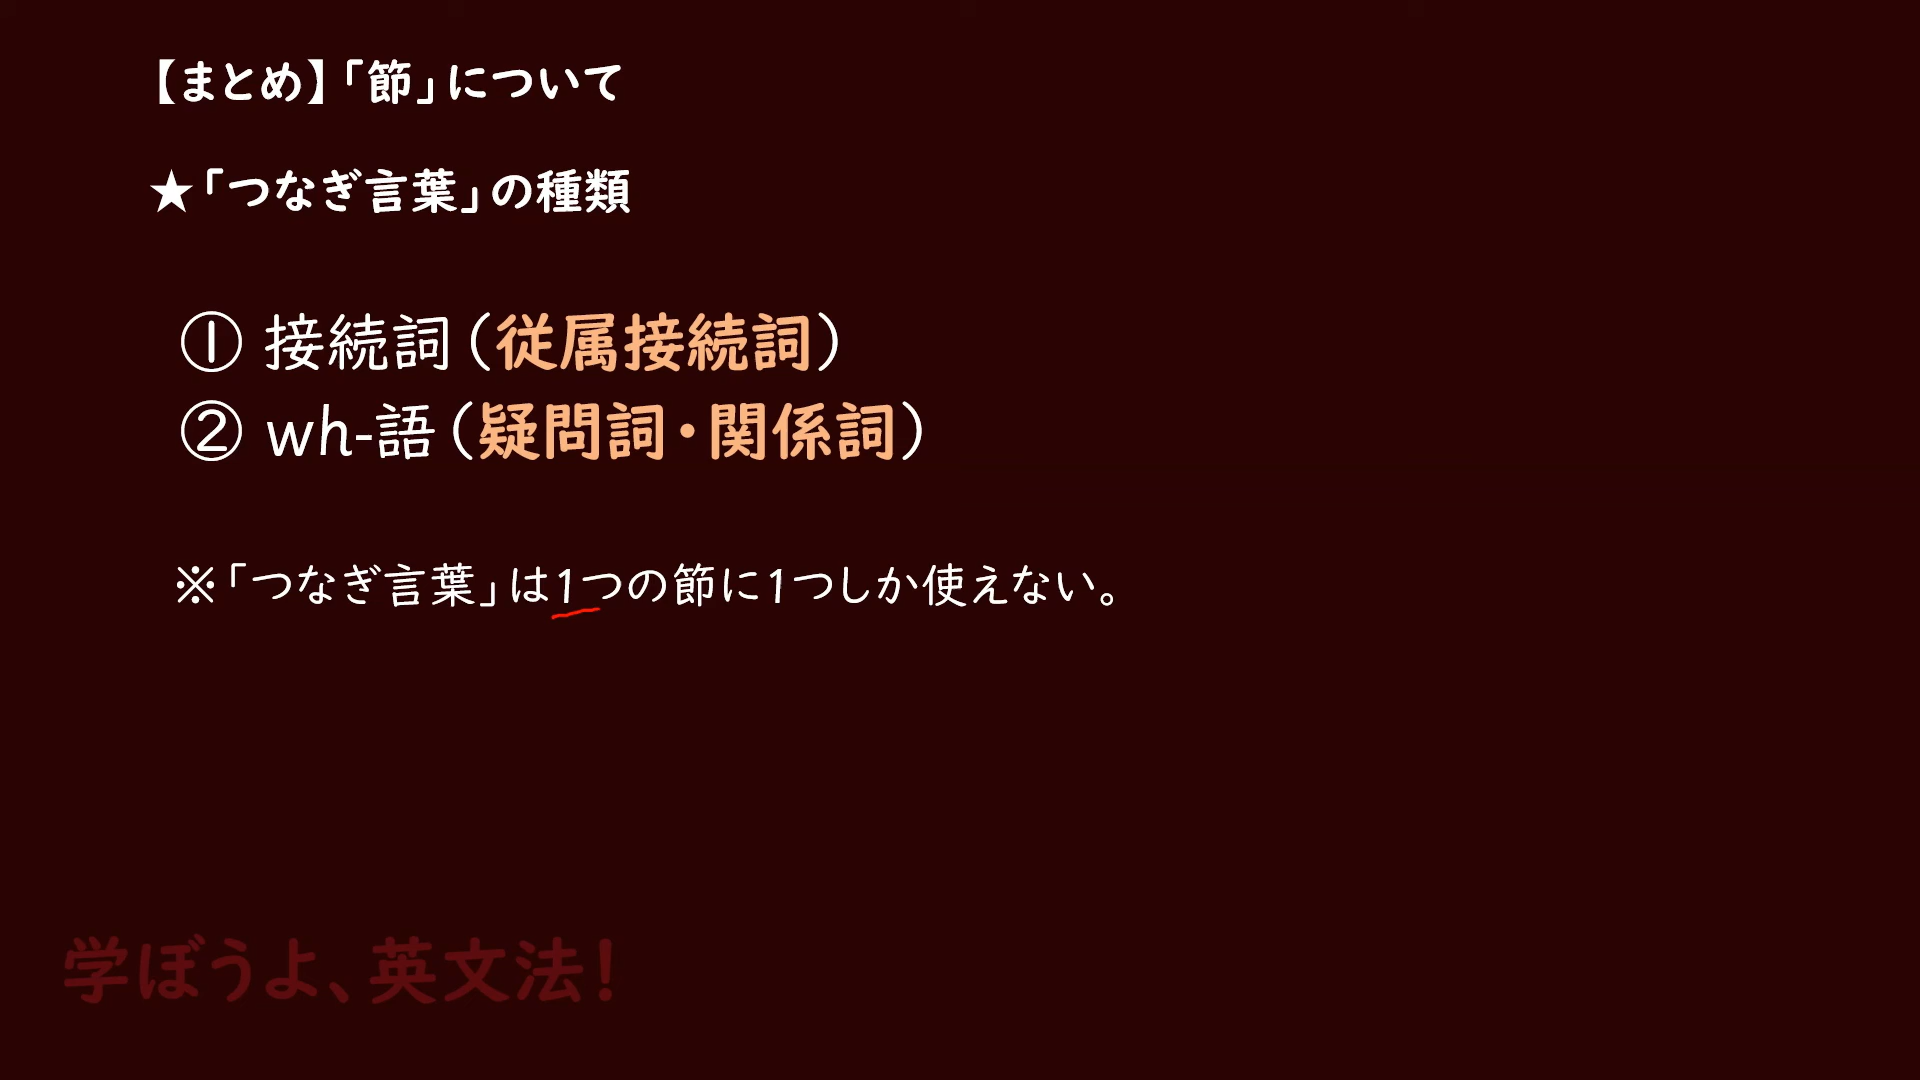 【まとめ】「節」について
★「つなぎ言葉」の種類
① 接続詞（従属接続詞）
② wh-語（疑問詞・関係詞）
※「つなぎ言葉」は1つの節に1つしか使えない。
学ぼうよ、英文法！